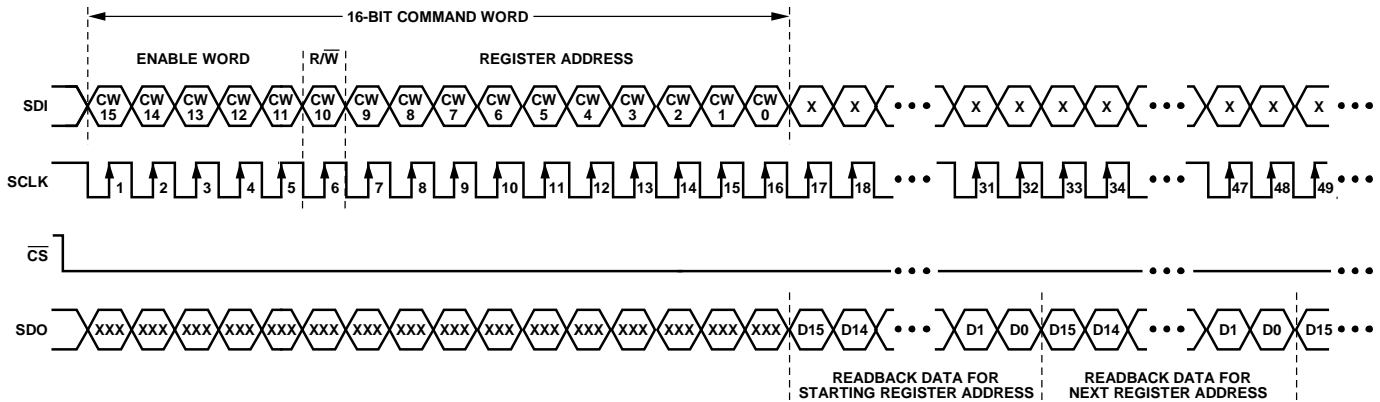 16-BIT COMMAND WORD
ENABLE WORD R/W̅ REGISTER ADDRESS
SDI CW 15 CW 14 CW 13 CW 12 CW 11 CW 10 CW 9 CW 8 CW 7 CW 6 CW 5 CW 4 CW 3 CW 2 CW 1 CW 0 X X ••• X X X X ••• X X X •••
SCLK 1 2 3 4 5 6 7 8 9 10 11 12 13 14 15 16 17 18 ••• 31 32 33 34 ••• 47 48 49 •••
C̅S̅ ••• ••• •••
SDO XXX XXX XXX XXX XXX XXX XXX XXX XXX XXX XXX XXX XXX XXX XXX XXX D15 D14 ••• D1 D0 D15 D14 ••• D1 D0 D15 •••
READBACK DATA FOR
STARTING REGISTER ADDRESS
READBACK DATA FOR
NEXT REGISTER ADDRESS